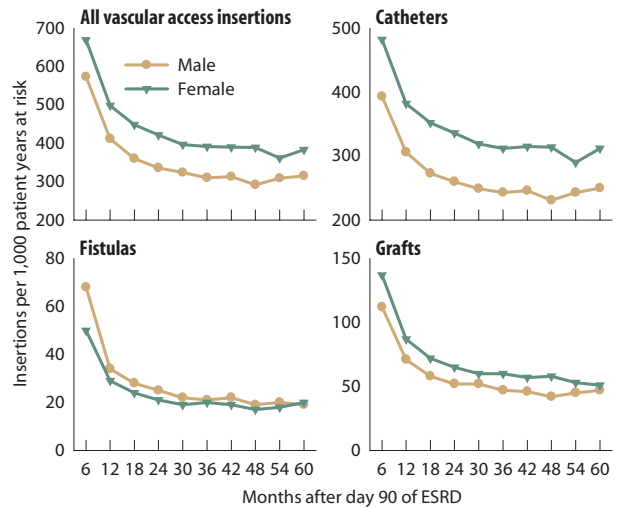 All vascular access insertions
700
600
500
400
300
200
Male
Female
Catheters
500
400
300
200
Fistulas
80
60
40
20
0
6 12 18 24 30 36 42 48 54 60
Grafts
150
100
50
0
6 12 18 24 30 36 42 48 54 60
Insertions per 1,000 patient years at risk
Months after day 90 of ESRD